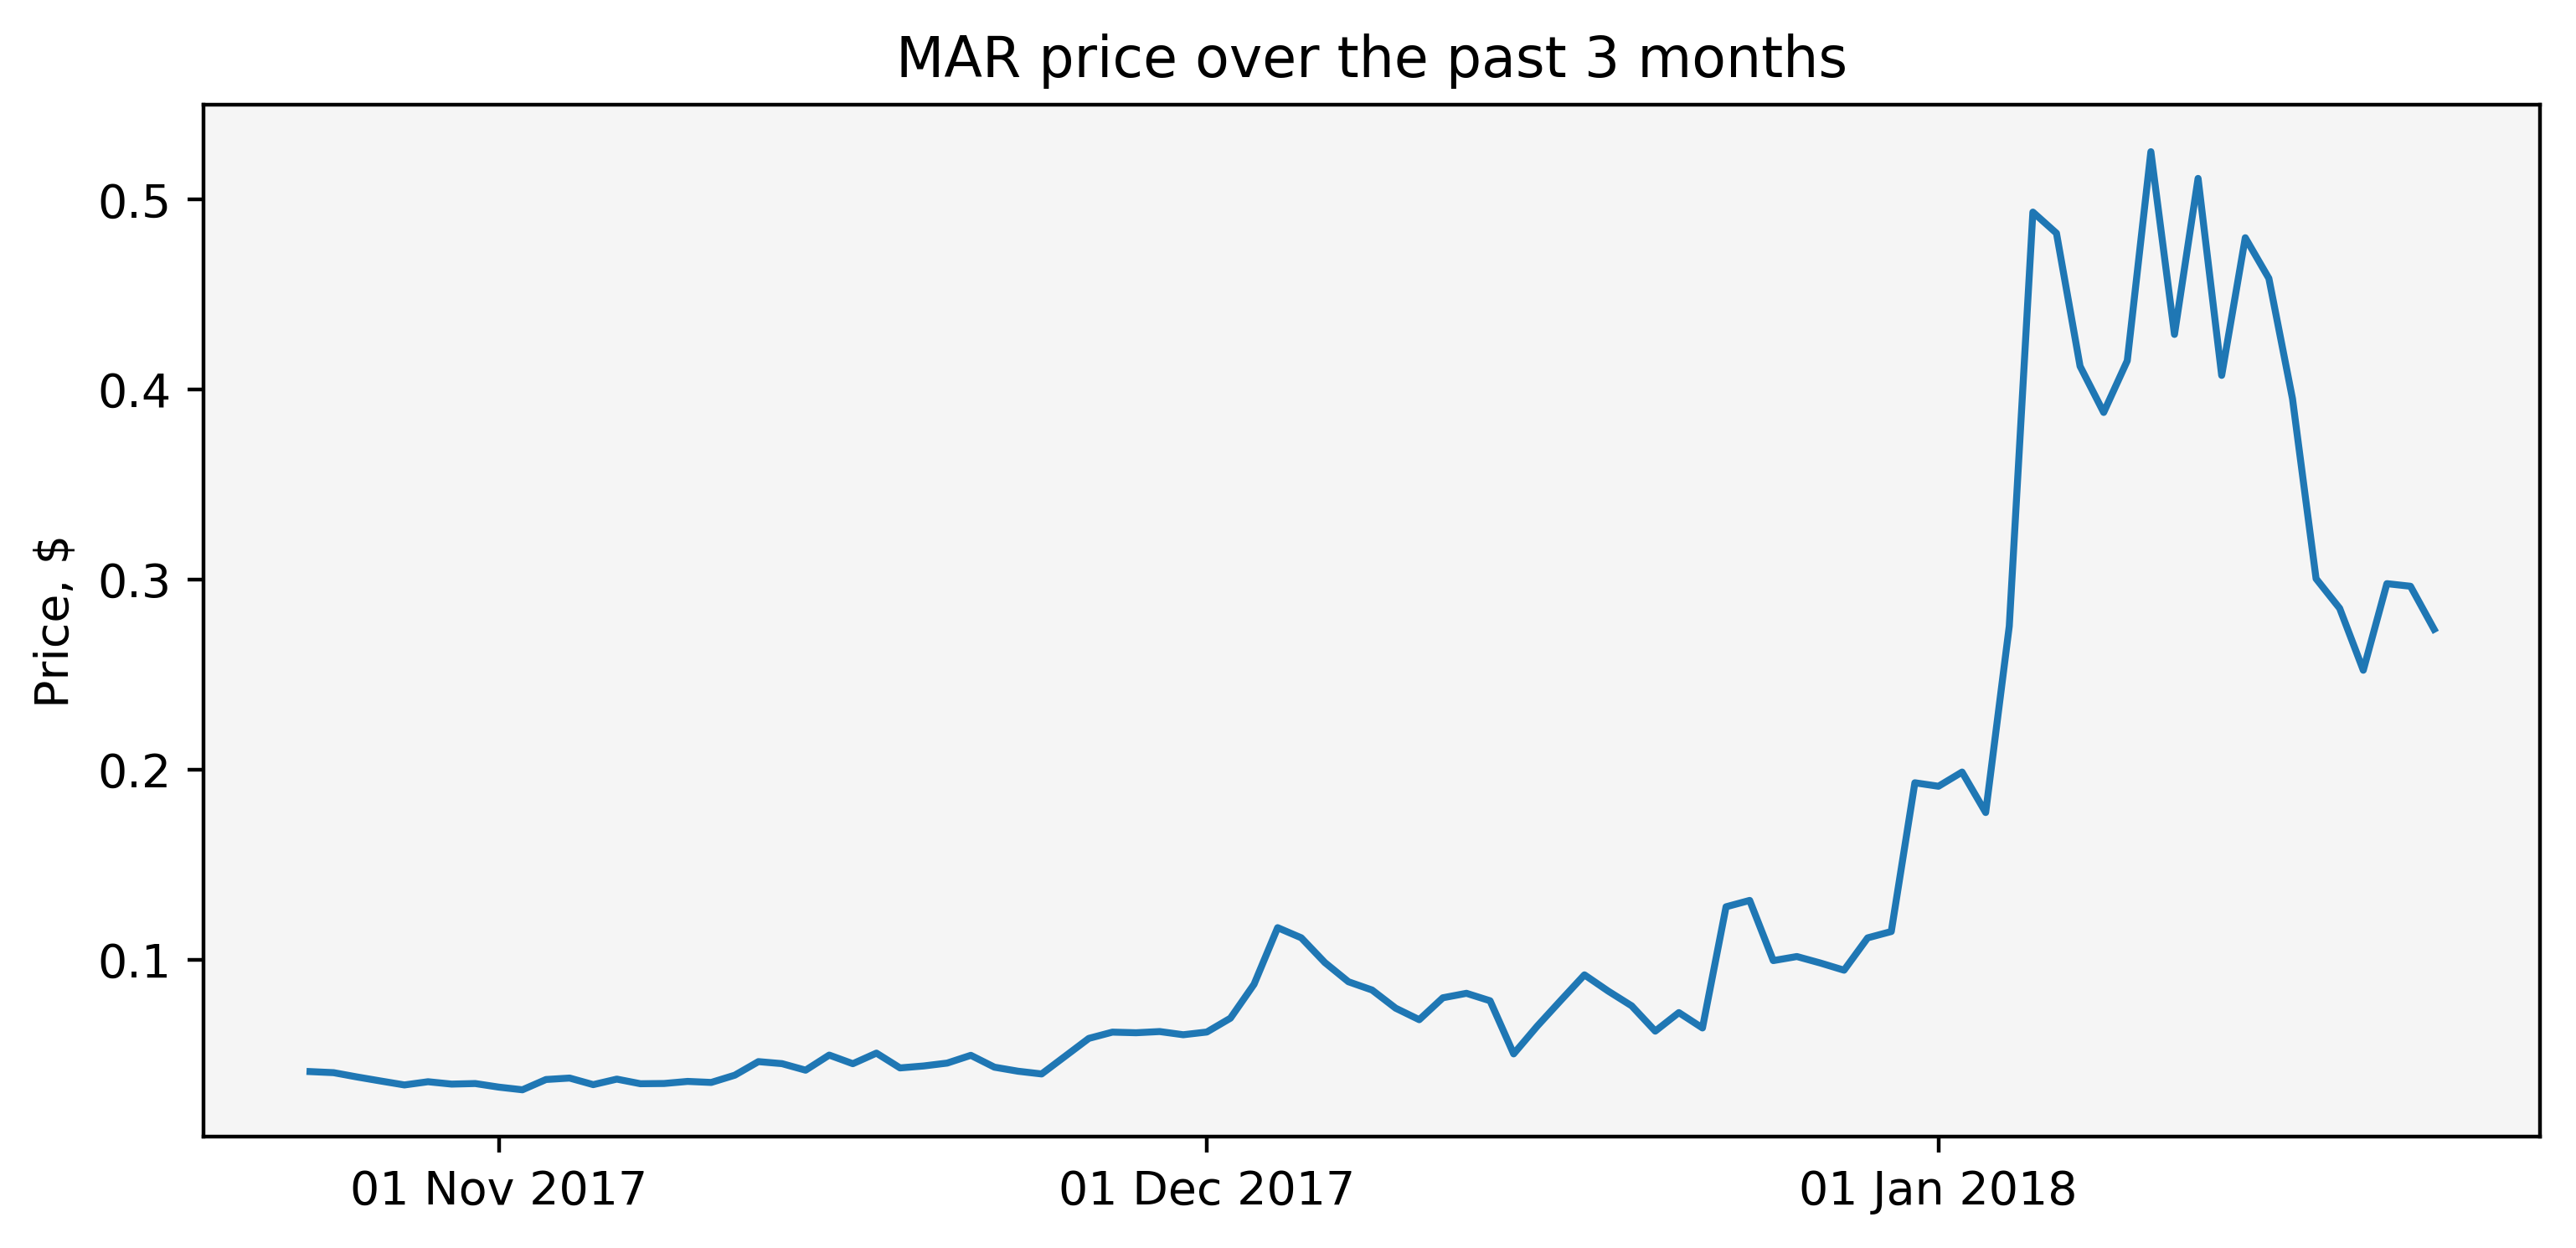 MAR price over the past 3 months
Price, $
0.5
0.4
0.3
0.2
0.1
01 Nov 2017
01 Dec 2017
01 Jan 2018